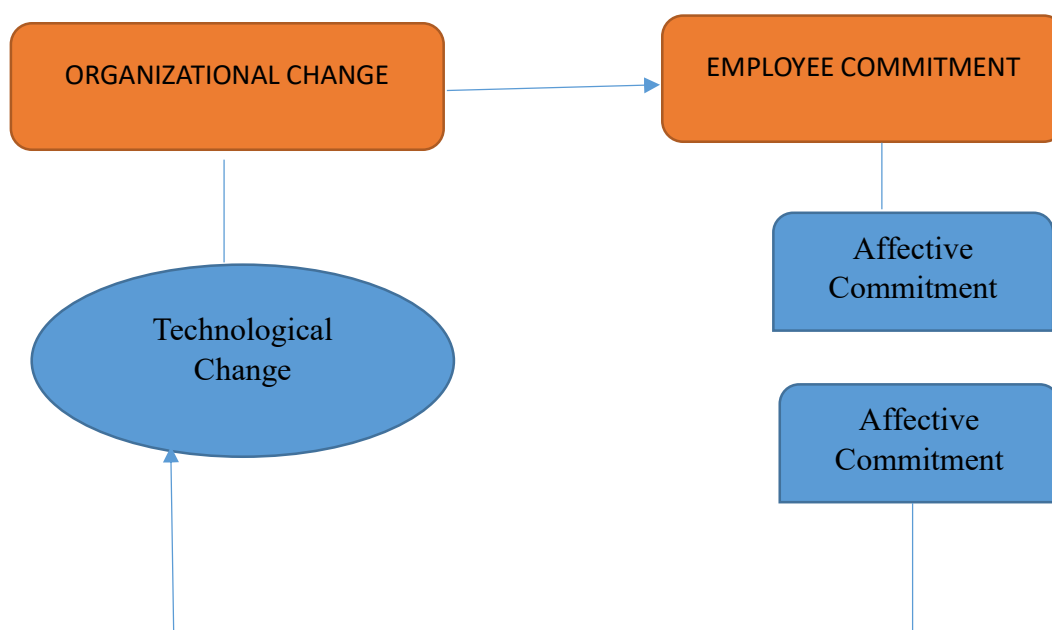 ORGANIZATIONAL CHANGE
EMPLOYEE COMMITMENT
Affective
Commitment
Technological
Change
Affective
Commitment